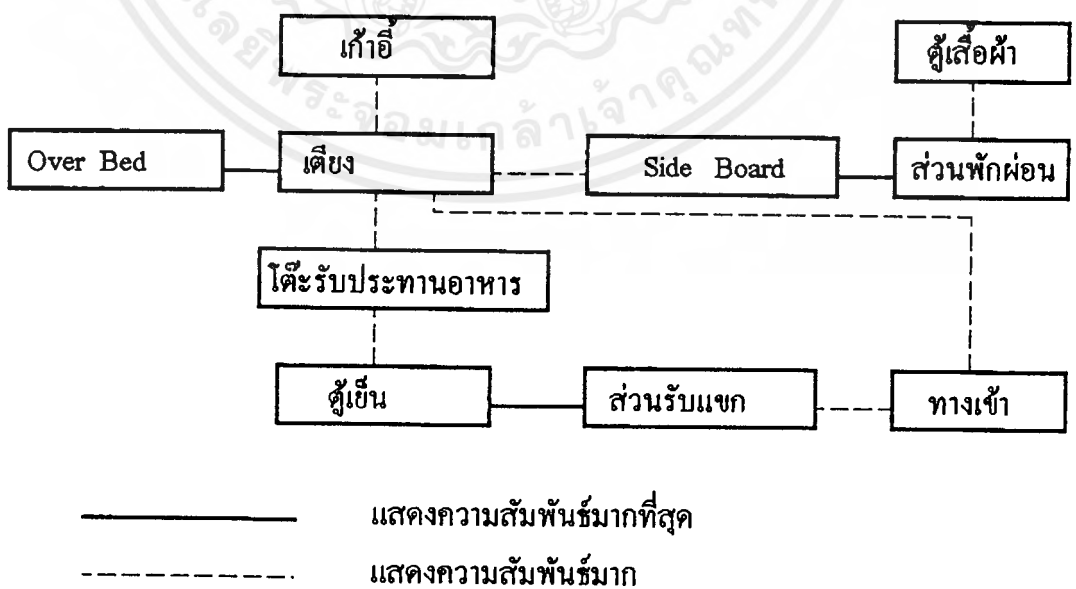 เก้าอี้
ตู้เสื้อผ้า
Over Bed
เตียง
Side Board
ส่วนพักผ่อน
โต๊ะรับประทานอาหาร
ตู้เย็น
ส่วนรับแขก
ทางเข้า
แสดงความสัมพันธ์มากที่สุด
แสดงความสัมพันธ์มาก